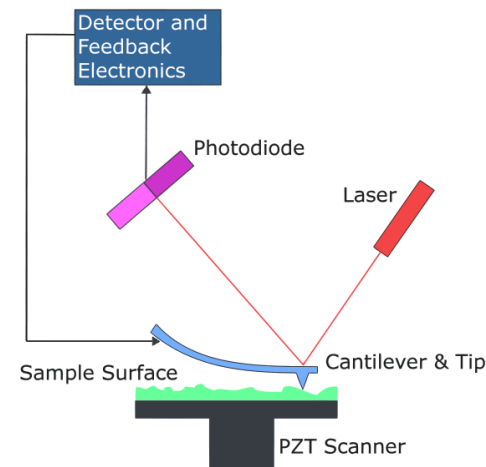 Detector and
Feedback
Electronics
Photodiode
Laser
Cantilever & Tip
Sample Surface
PZT Scanner